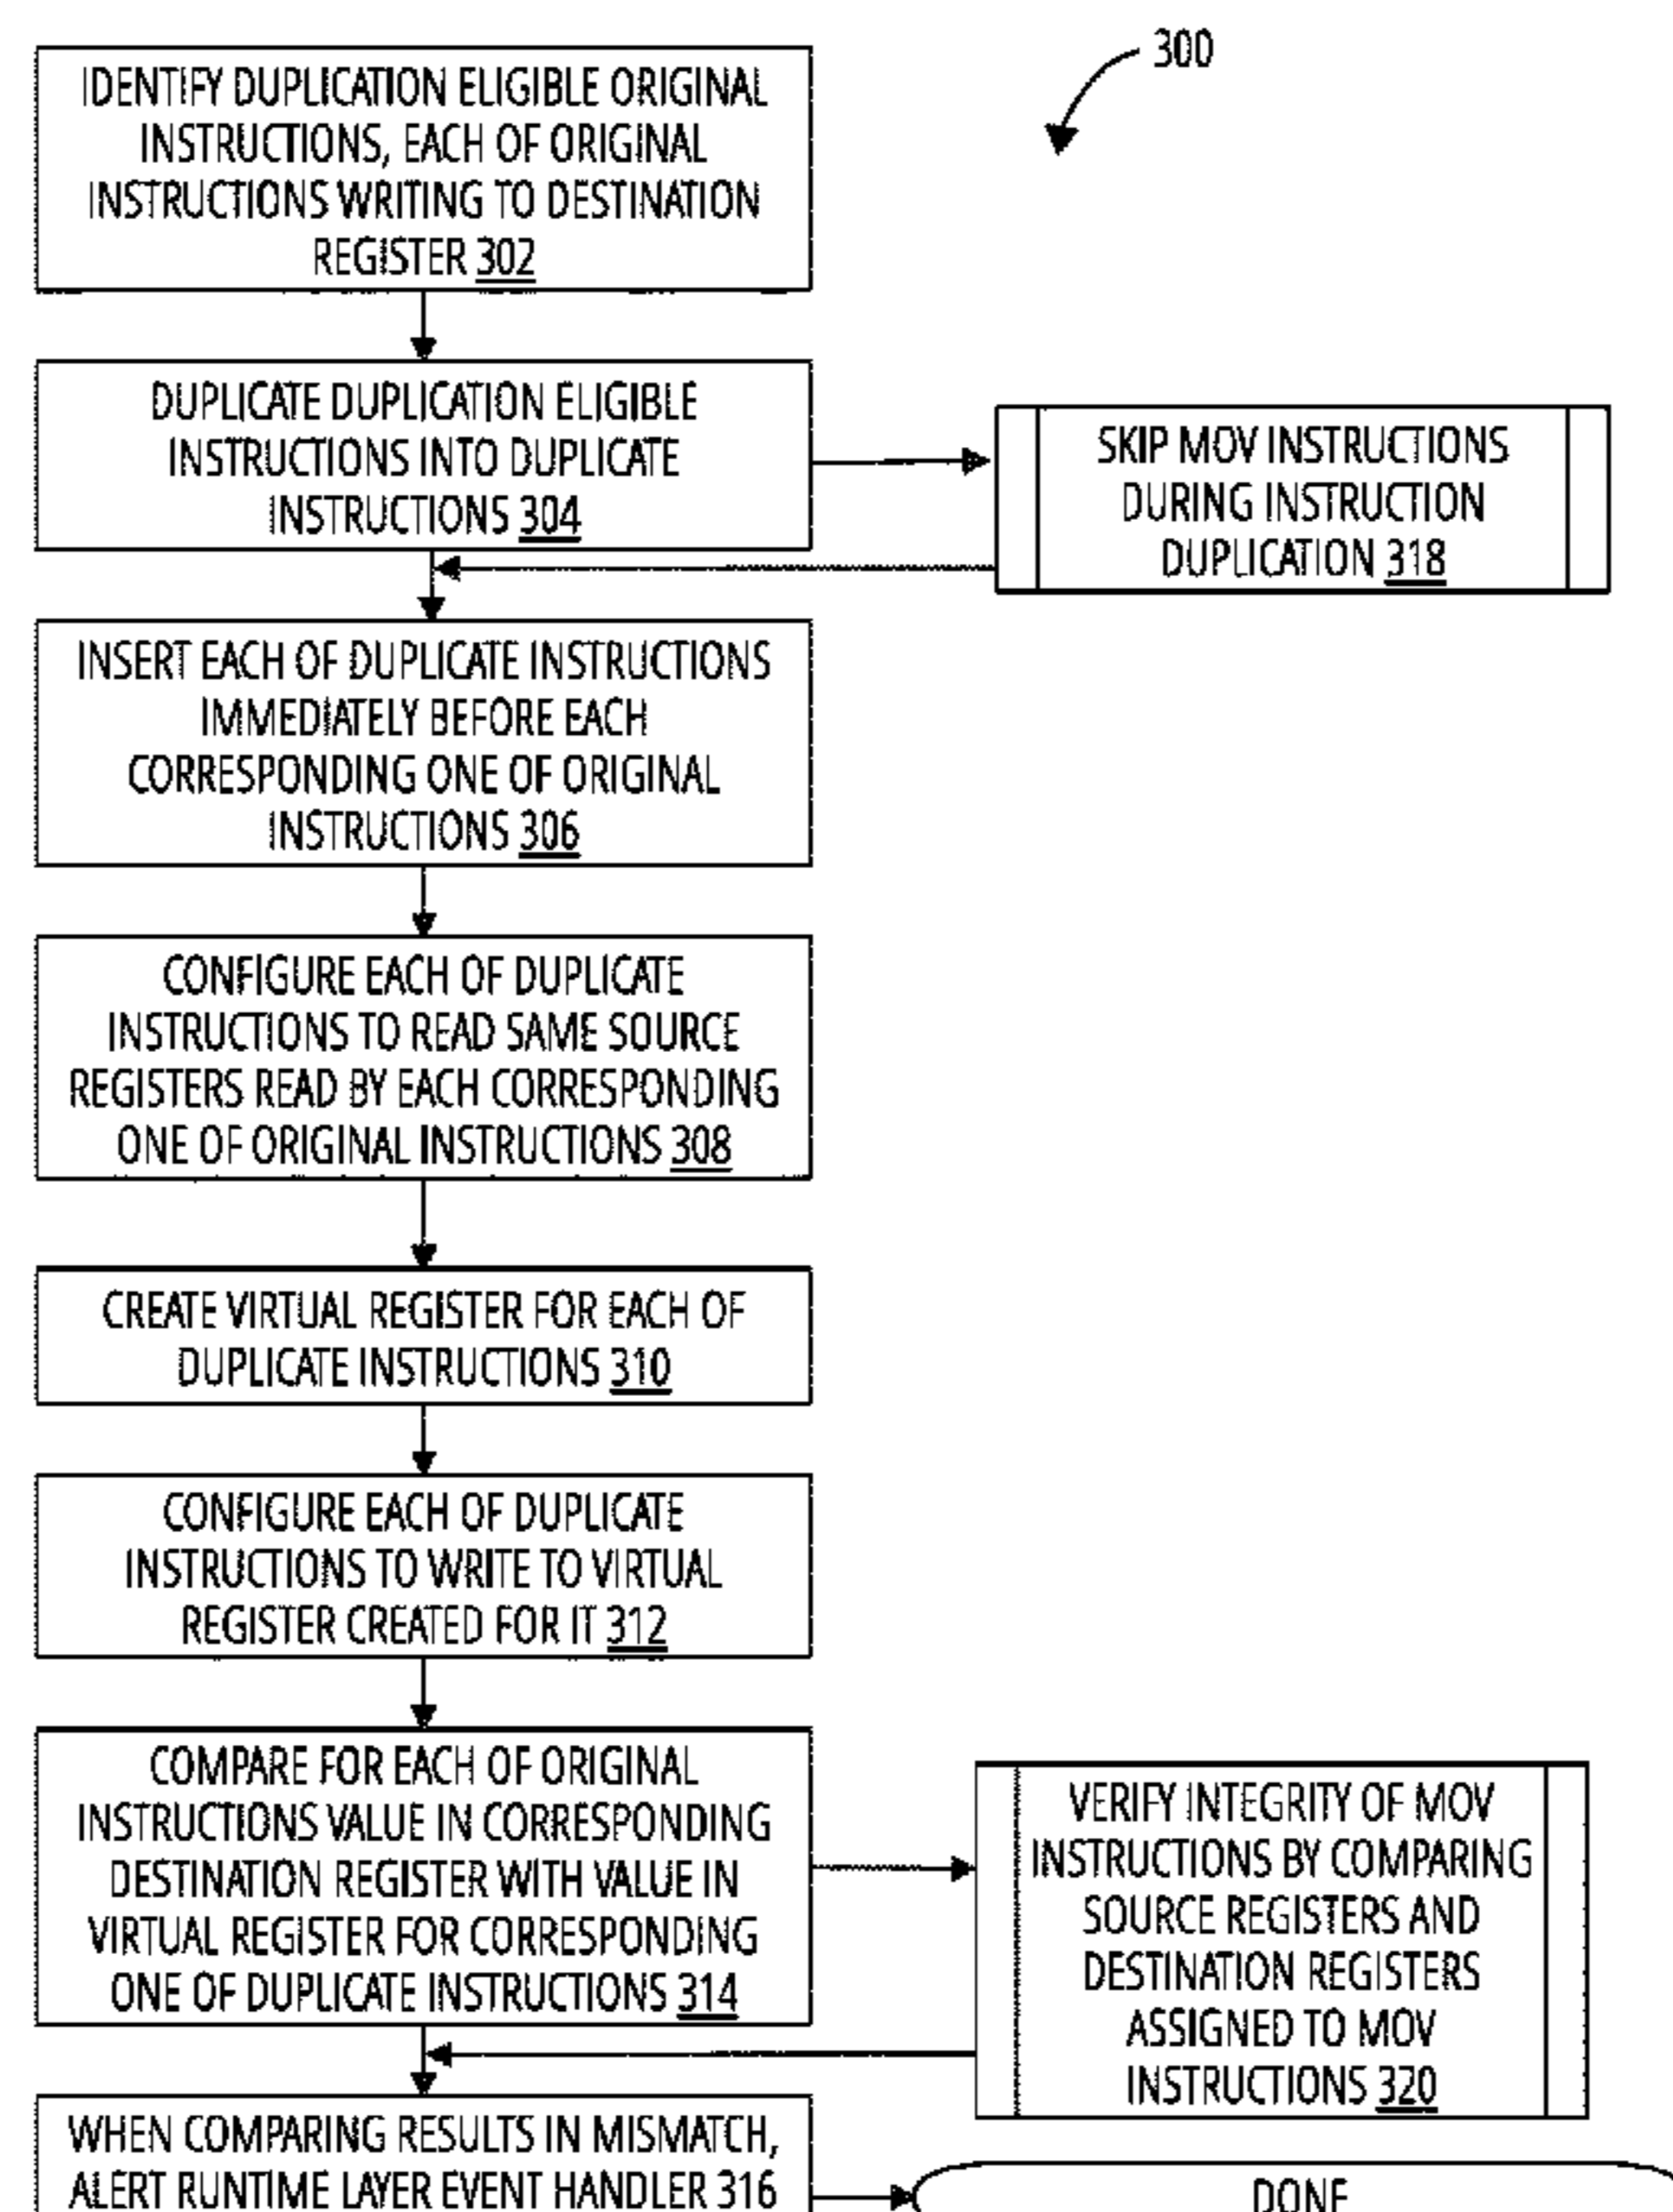 300
IDENTIFY DUPLICATION ELIGIBLE ORIGINAL
INSTRUCTIONS, EACH OF ORIGINAL
INSTRUCTIONS WRITING TO DESTINATION
REGISTER 302
DUPLICATE DUPLICATION ELIGIBLE
INSTRUCTIONS INTO DUPLICATE
INSTRUCTIONS 304
SKIP MOV INSTRUCTIONS
DURING INSTRUCTION
DUPLICATION 318
INSERT EACH OF DUPLICATE INSTRUCTIONS
IMMEDIATELY BEFORE EACH
CORRESPONDING ONE OF ORIGINAL
INSTRUCTIONS 306
CONFIGURE EACH OF DUPLICATE
INSTRUCTIONS TO READ SAME SOURCE
REGISTERS READ BY EACH CORRESPONDING
ONE OF ORIGINAL INSTRUCTIONS 308
CREATE VIRTUAL REGISTER FOR EACH OF
DUPLICATE INSTRUCTIONS 310
CONFIGURE EACH OF DUPLICATE
INSTRUCTIONS TO WRITE TO VIRTUAL
REGISTER CREATED FOR IT 312
COMPARE FOR EACH OF ORIGINAL
INSTRUCTIONS VALUE IN CORRESPONDING
DESTINATION REGISTER WITH VALUE IN
VIRTUAL REGISTER FOR CORRESPONDING
ONE OF DUPLICATE INSTRUCTIONS 314
VERIFY INTEGRITY OF MOV
INSTRUCTIONS BY COMPARING
SOURCE REGISTERS AND
DESTINATION REGISTERS
ASSIGNED TO MOV
INSTRUCTIONS 320
WHEN COMPARING RESULTS IN MISMATCH,
ALERT RUNTIME LAYER EVENT HANDLER 316
DONE